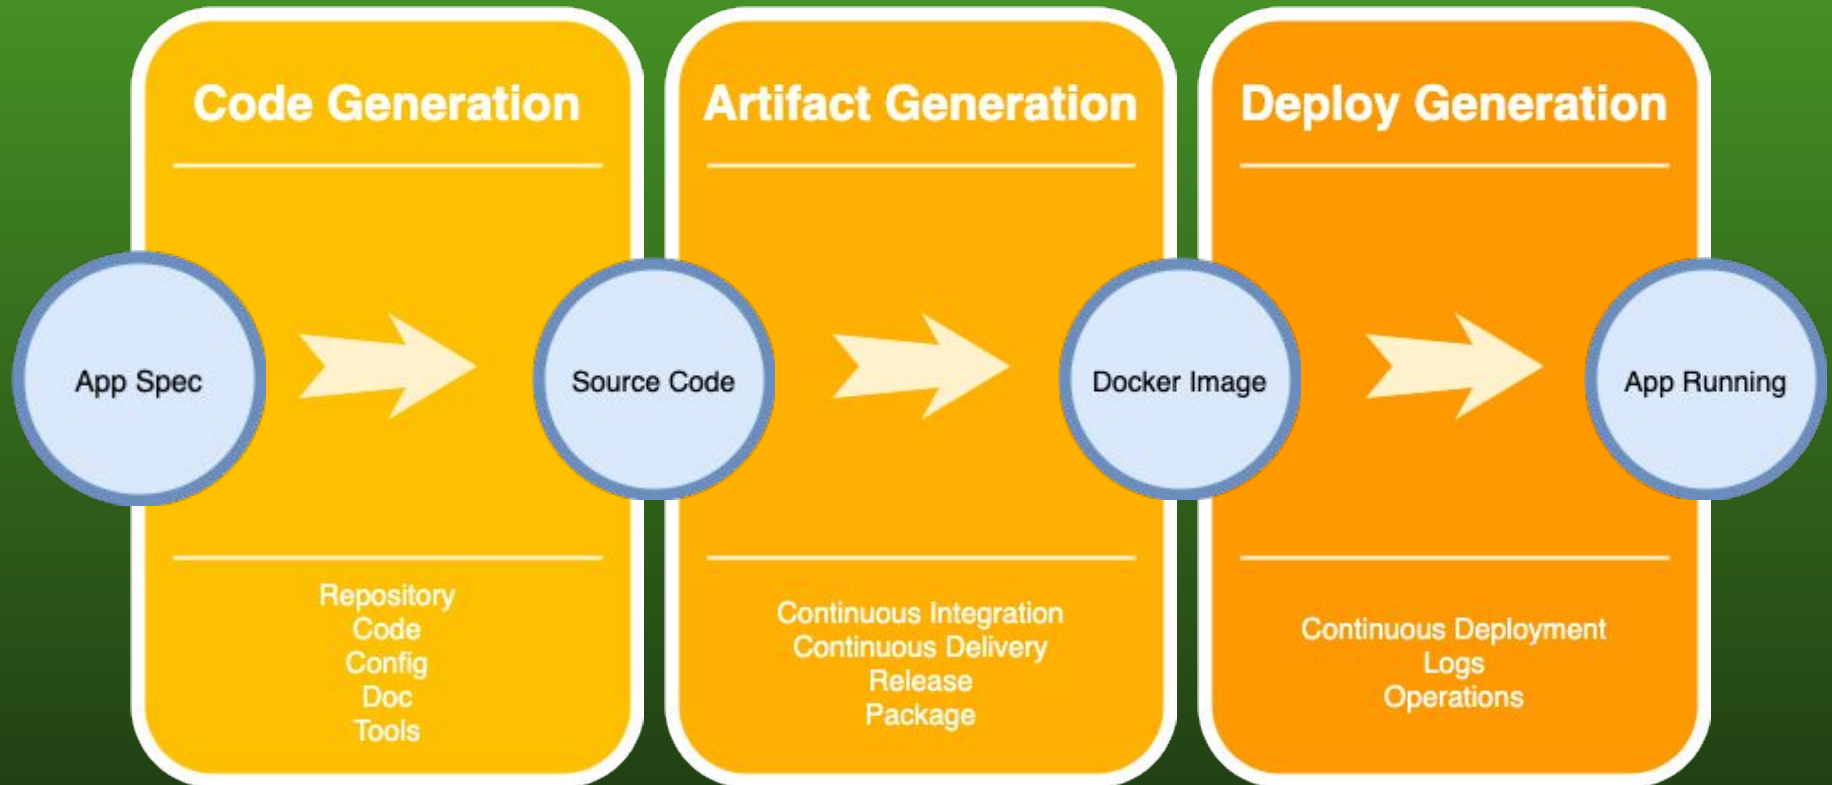 Code Generation
Artifact Generation
Deploy Generation
App Spec
Source Code
Docker Image
App Running
Repository
Code
Config
Doc
Tools
Continuous Integration
Continuous Delivery
Release
Package
Continuous Deployment
Logs
Operations